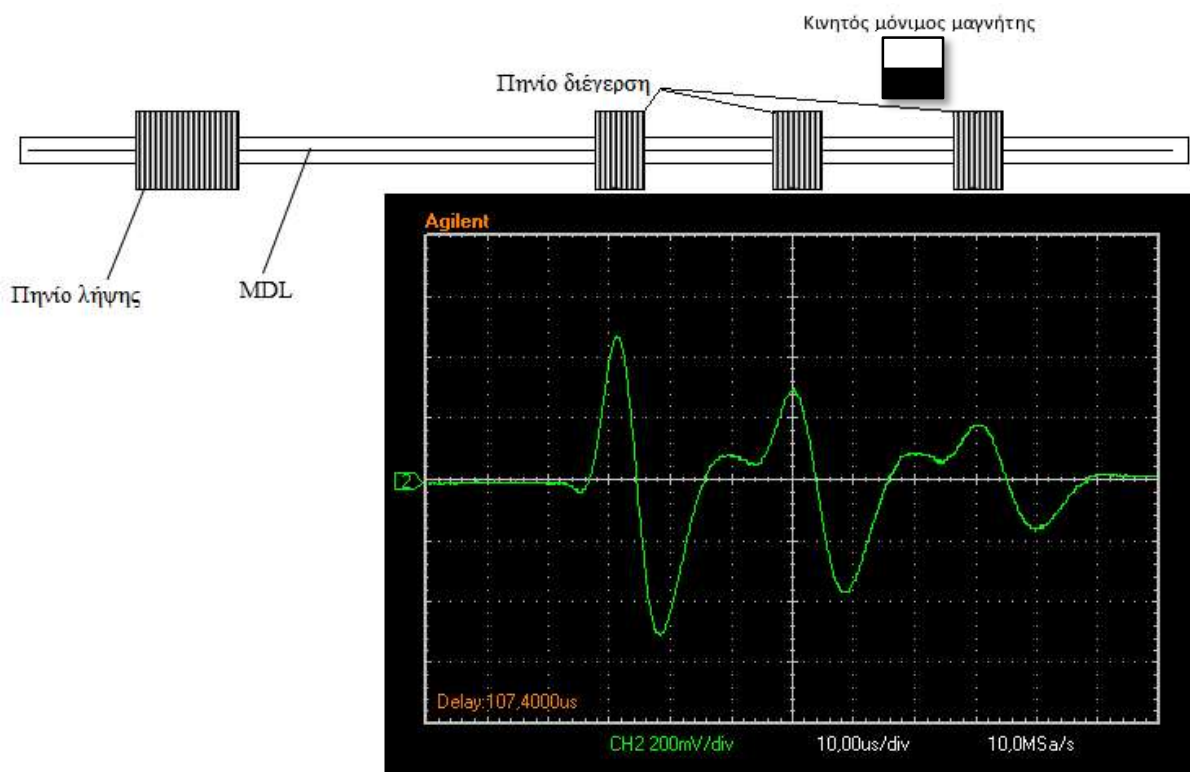 Κινητός μόνιμος μαγνήτης
Πηνίο διέγερση
Πηνίο λήψης
MDL
Agilent
2
Delay:107,4000us
CH2 200mV/div 10,00us/div 10,0MSa/s